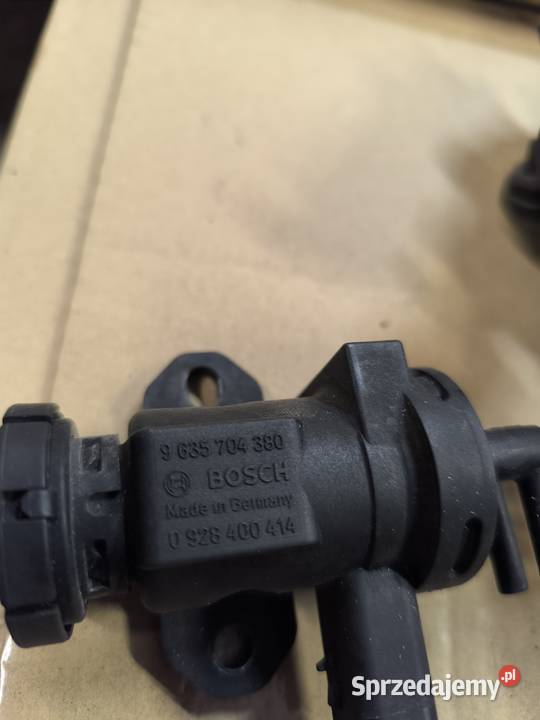 9 635 704 380
BOSCH
Made in Germany
0 928 400 414
Sprzedajemy.pl